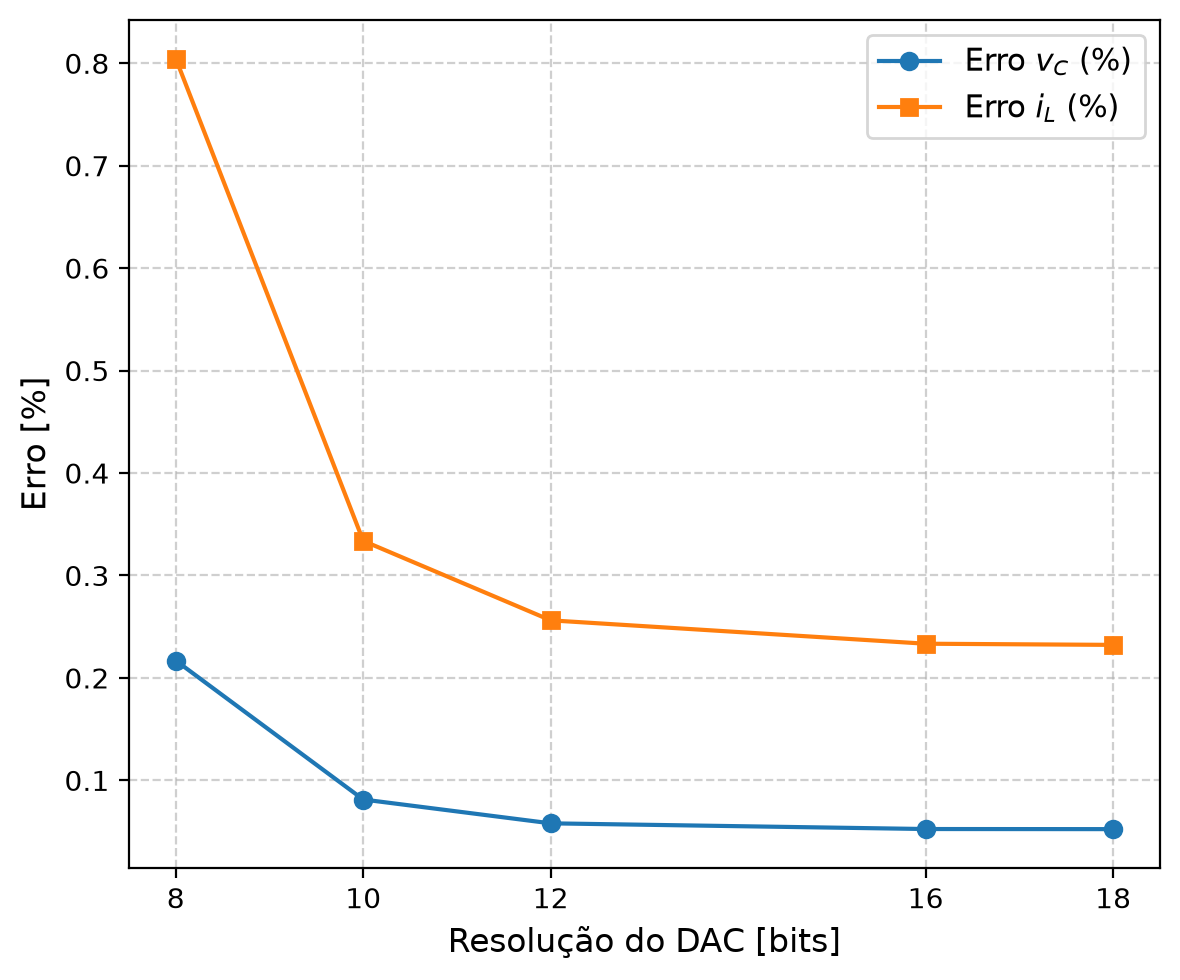 Erro v_C (%)
Erro i_L (%)
Erro [%]
0.8
0.7
0.6
0.5
0.4
0.3
0.2
0.1
8 10 12 16 18
Resolução do DAC [bits]